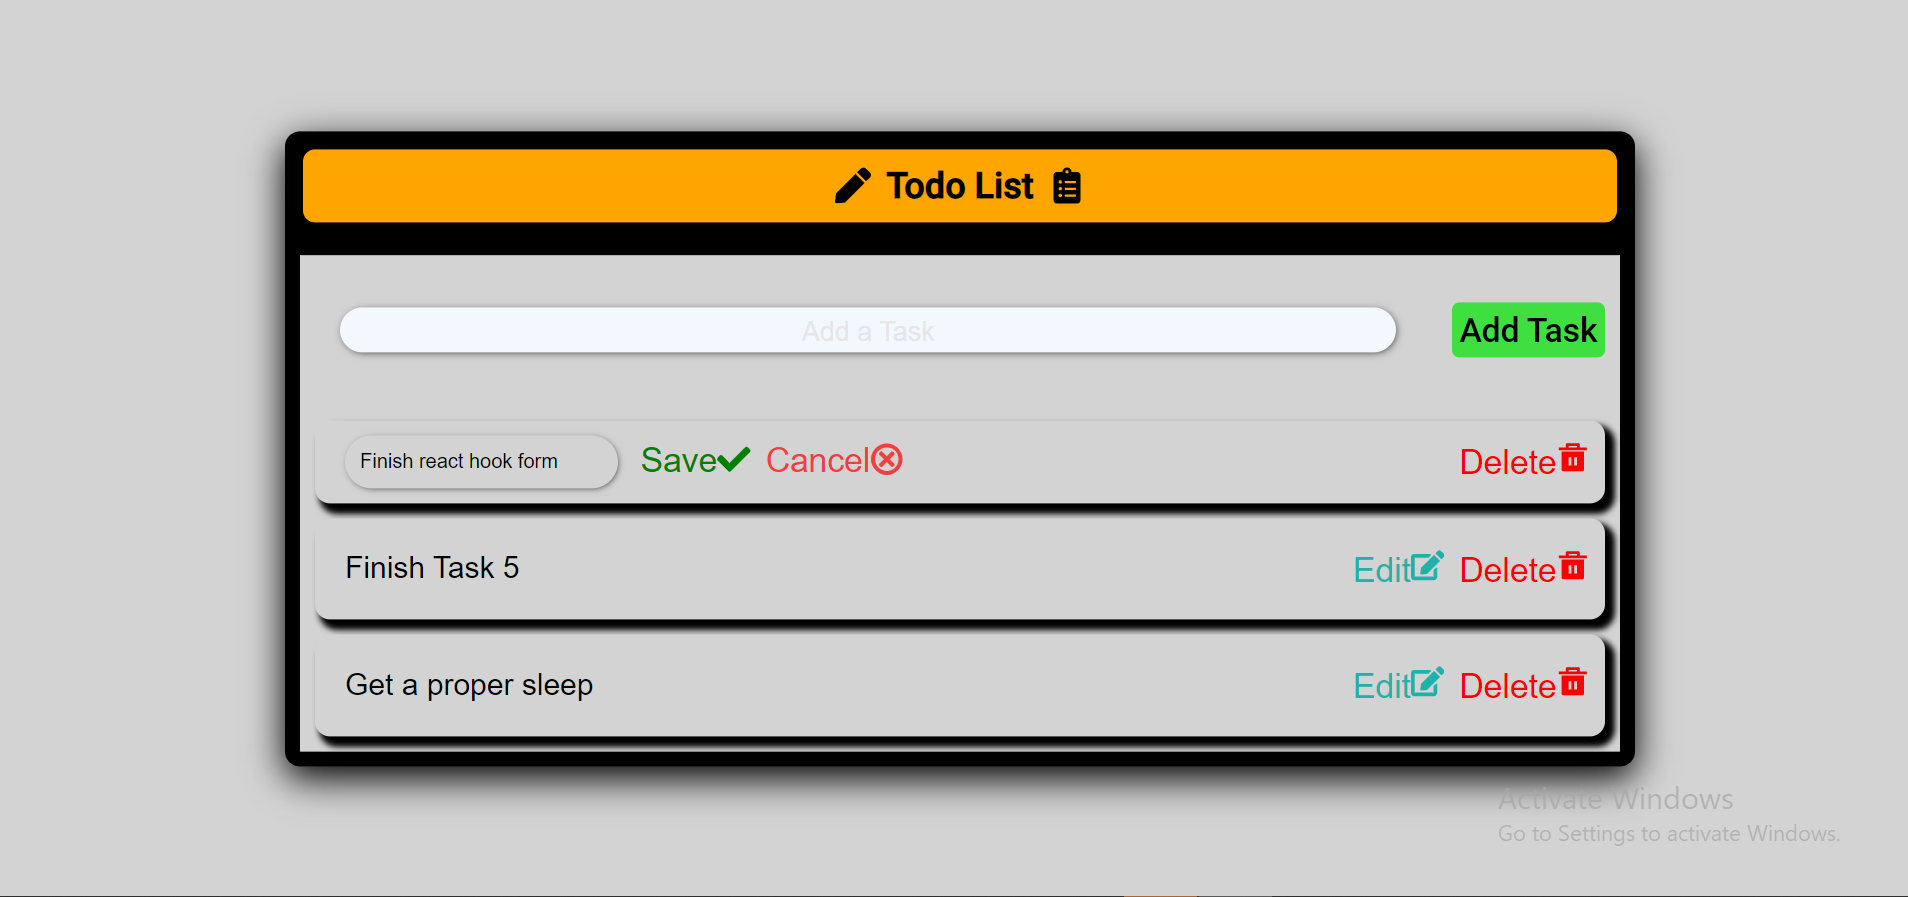 Todo List
Add a Task
Add Task
Finish react hook form Save Cancel Delete
Finish Task 5 Edit Delete
Get a proper sleep Edit Delete
Activate Windows
Go to Settings to activate Windows.